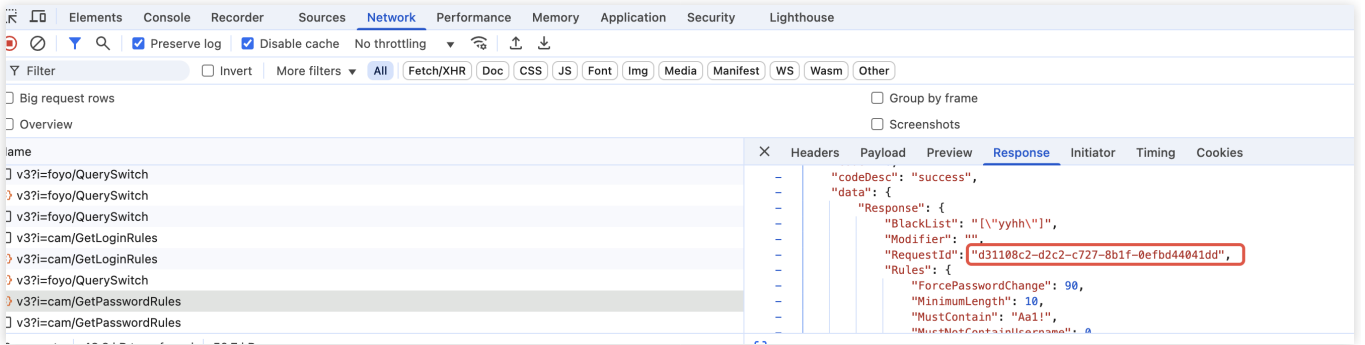 Elements Console Recorder Sources Network Performance Memory Application Security Lighthouse
Preserve log Disable cache No throttling
Filter Invert More filters All Fetch/XHR Doc CSS JS Font Img Media Manifest WS Wasm Other
Big request rows Group by frame
Overview Screenshots
ame
Headers Payload Preview Response Initiator Timing Cookies
v3?i=foyo/QuerySwitch
{} v3?i=foyo/QuerySwitch
v3?i=foyo/QuerySwitch
v3?i=cam/GetLoginRules
{} v3?i=cam/GetLoginRules
{} v3?i=foyo/QuerySwitch
{} v3?i=cam/GetPasswordRules
v3?i=cam/GetPasswordRules
- "codeDesc": "success",
- "data": {
- "Response": {
- "BlackList": "[\"yyhh\"]",
- "Modifier": "",
- "RequestId": "d31108c2-d2c2-c727-8b1f-0efbd44041dd",
- "Rules": {
- "ForcePasswordChange": 90,
- "MinimumLength": 10,
- "MustContain": "Aa1!",
- "MustNotContainUsername": 0
{}